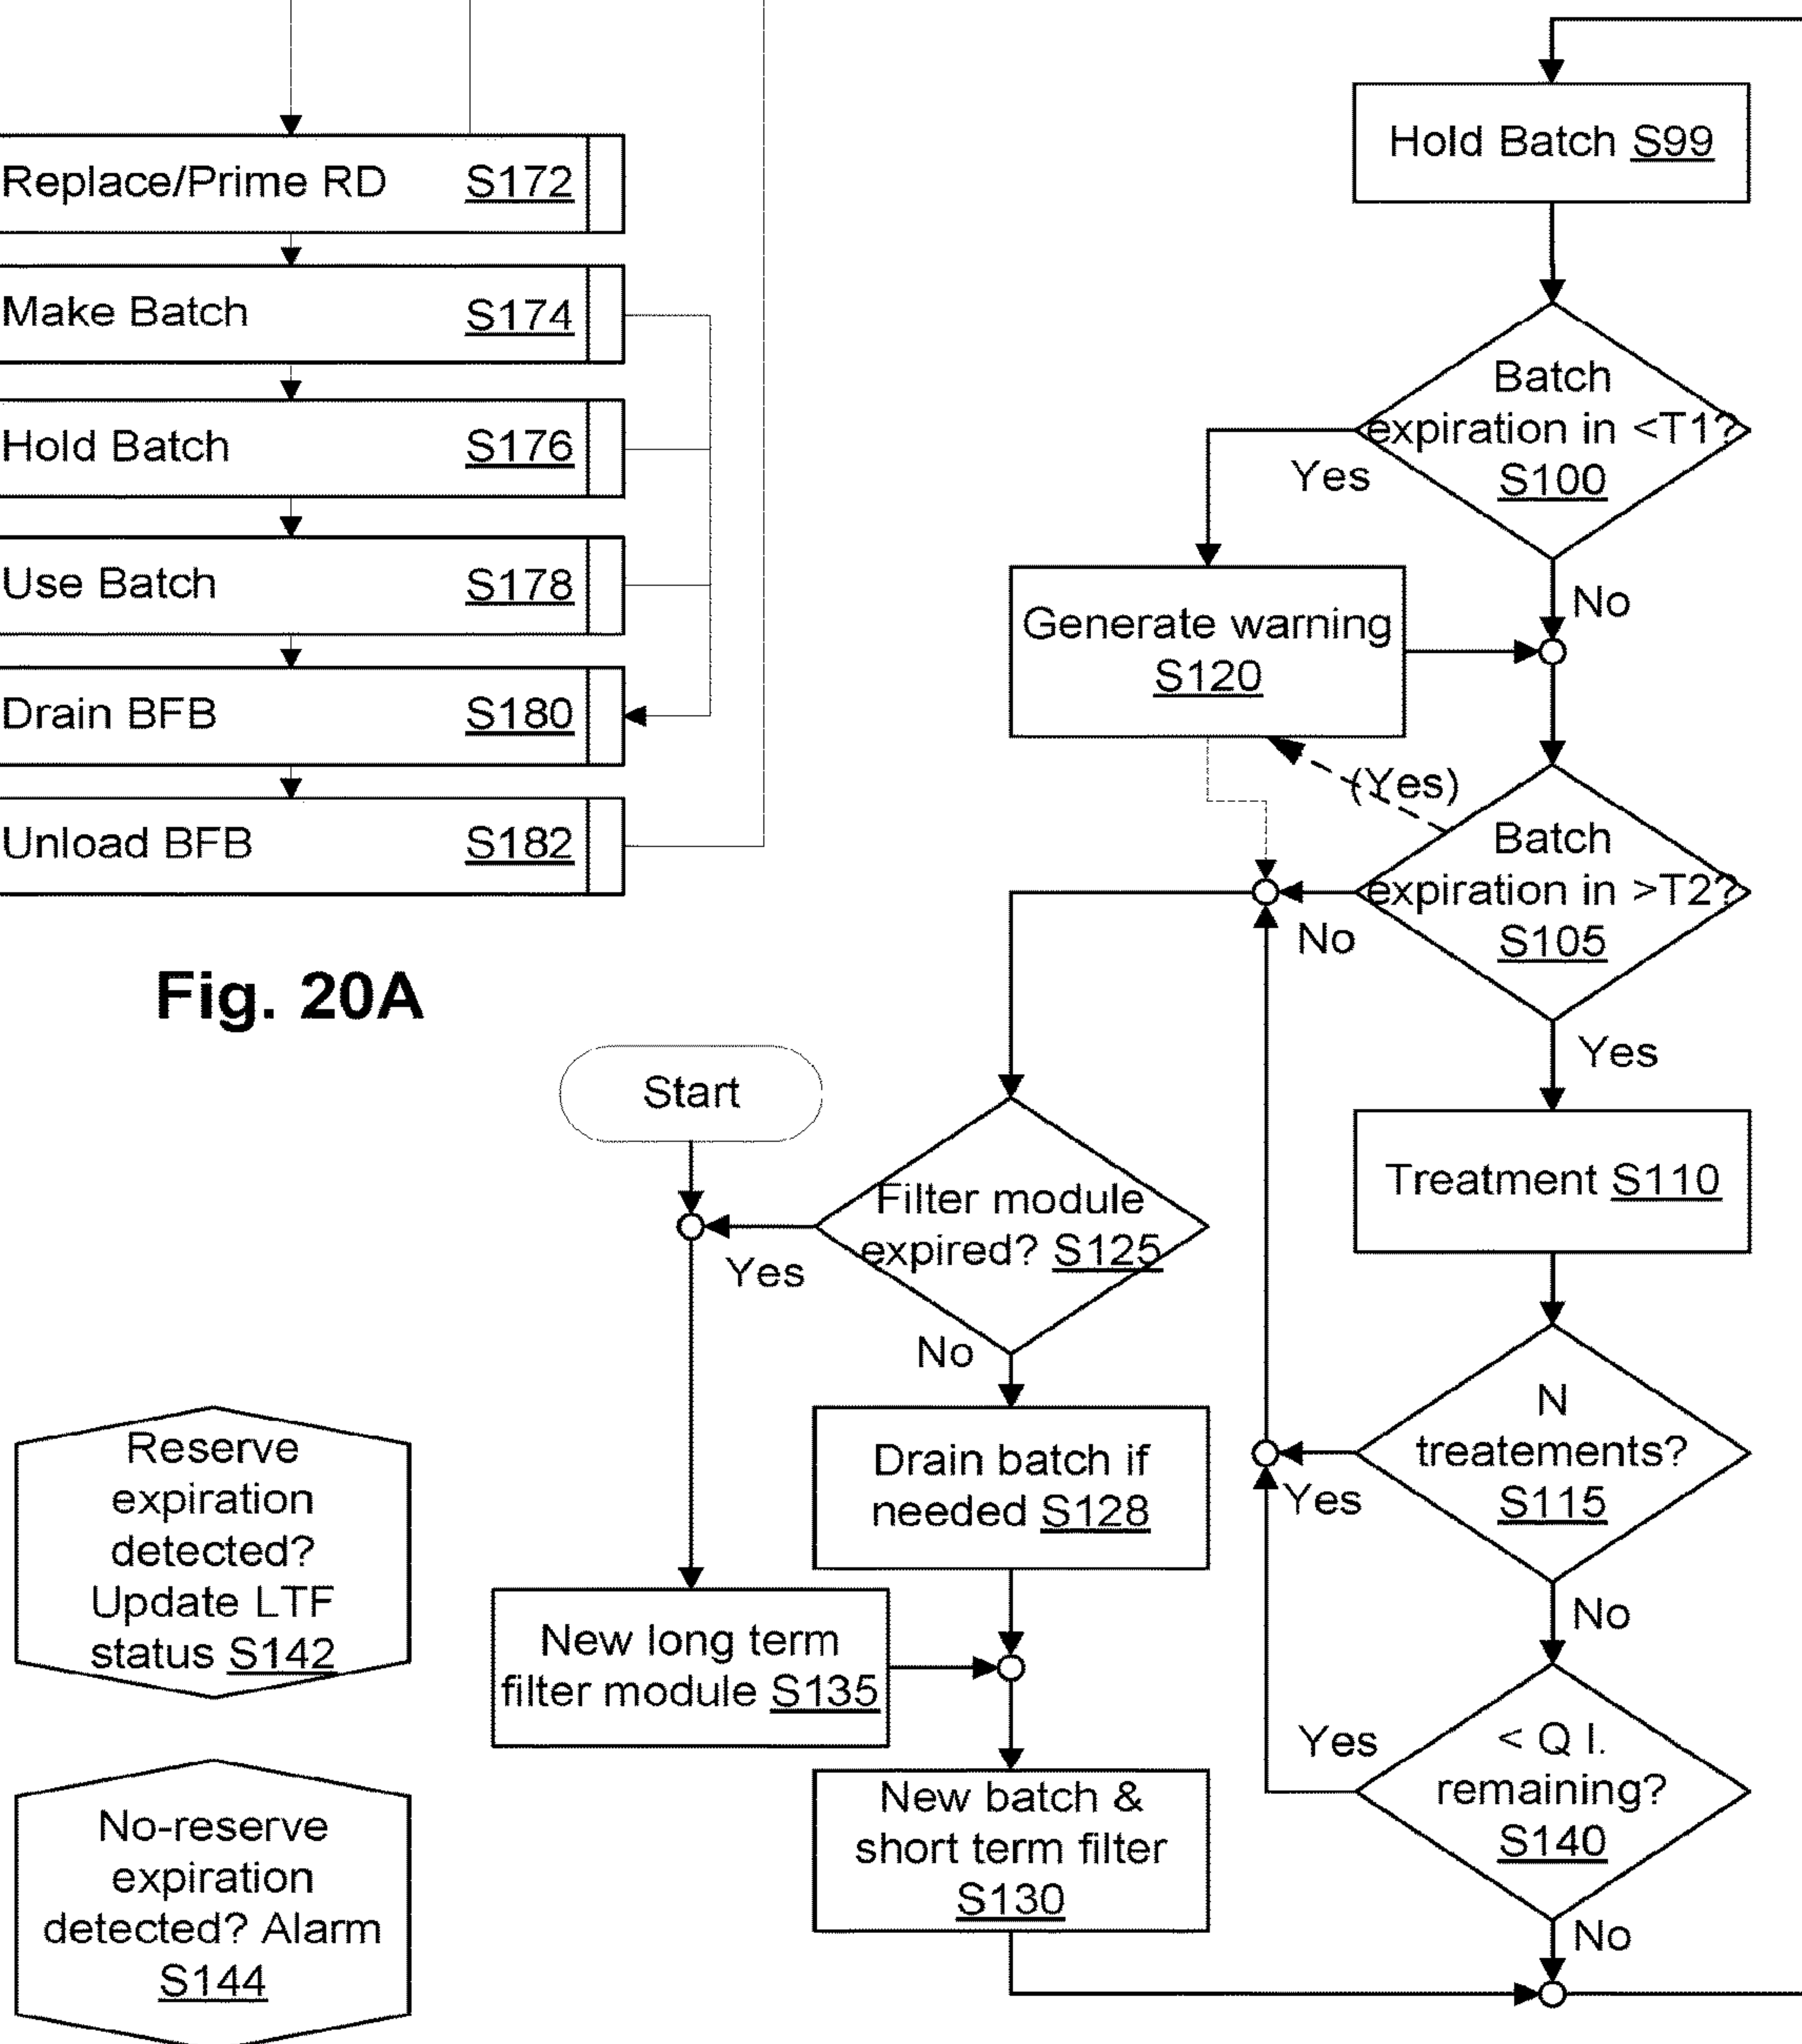 Replace/Prime RD S172
Make Batch S174
Hold Batch S176
Use Batch S178
Drain BFB S180
Unload BFB S182
Fig. 20A
Hold Batch S99
Batch
expiration in <T1?
S100
Yes
No
Generate warning
S120
(Yes)
Batch
expiration in >T2?
S105
No
Yes
Start
Filter module
expired? S125
Yes
No
Treatment S110
Drain batch if
needed S128
N
treatements?
S115
Yes
No
New long term
filter module S135
New batch &
short term filter
S130
< Q l.
remaining?
S140
Yes
No
Reserve
expiration
detected?
Update LTF
status S142
No-reserve
expiration
detected? Alarm
S144